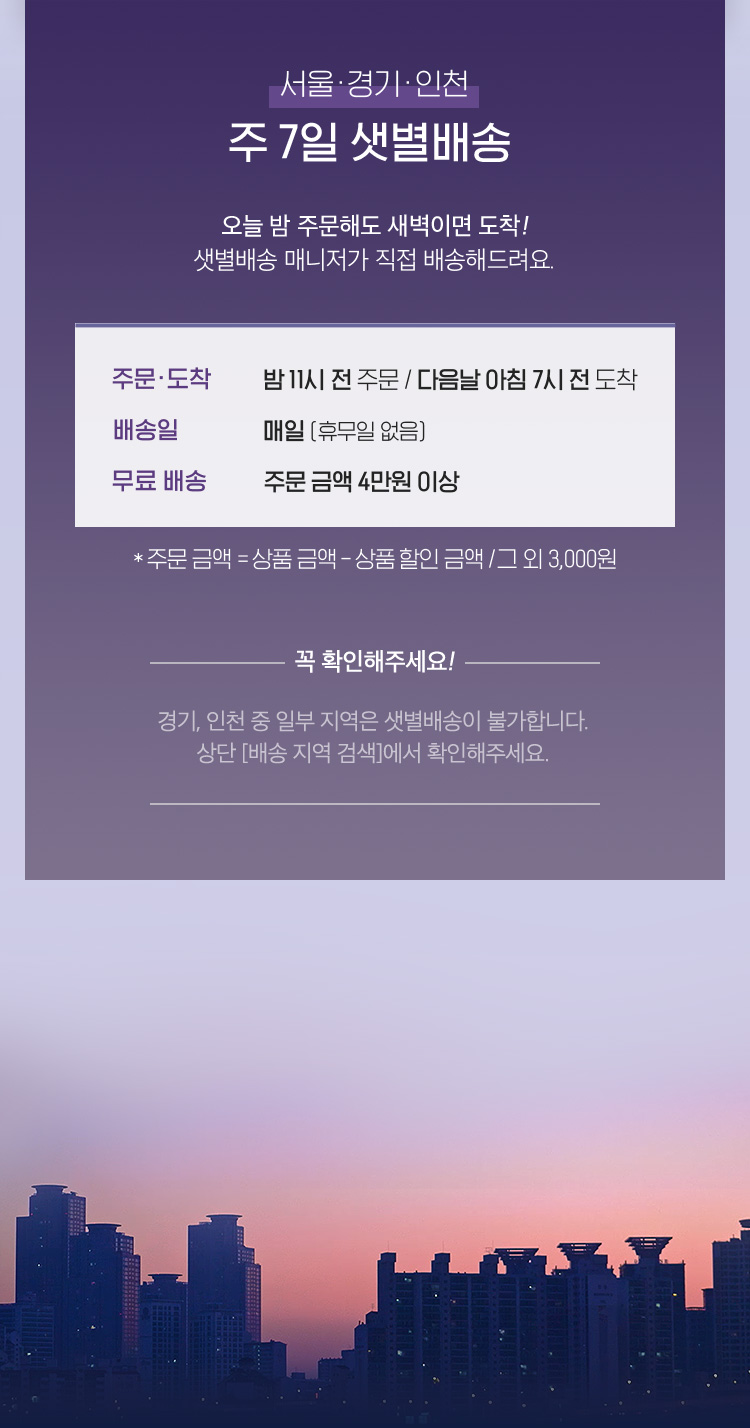 서울·경기·인천
주 7일 샛별배송
오늘 밤 주문해도 새벽이면 도착!
샛별배송 매니저가 직접 배송해드려요.
주문·도착 밤 11시 전 주문 / 다음날 아침 7시 전 도착
배송일 매일 (휴무일 없음)
무료 배송 주문 금액 4만원 이상
* 주문 금액 = 상품 금액 – 상품 할인 금액 / 그 외 3,000원
꼭 확인해주세요!
경기, 인천 중 일부 지역은 샛별배송이 불가합니다.
상단 [배송 지역 검색]에서 확인해주세요.